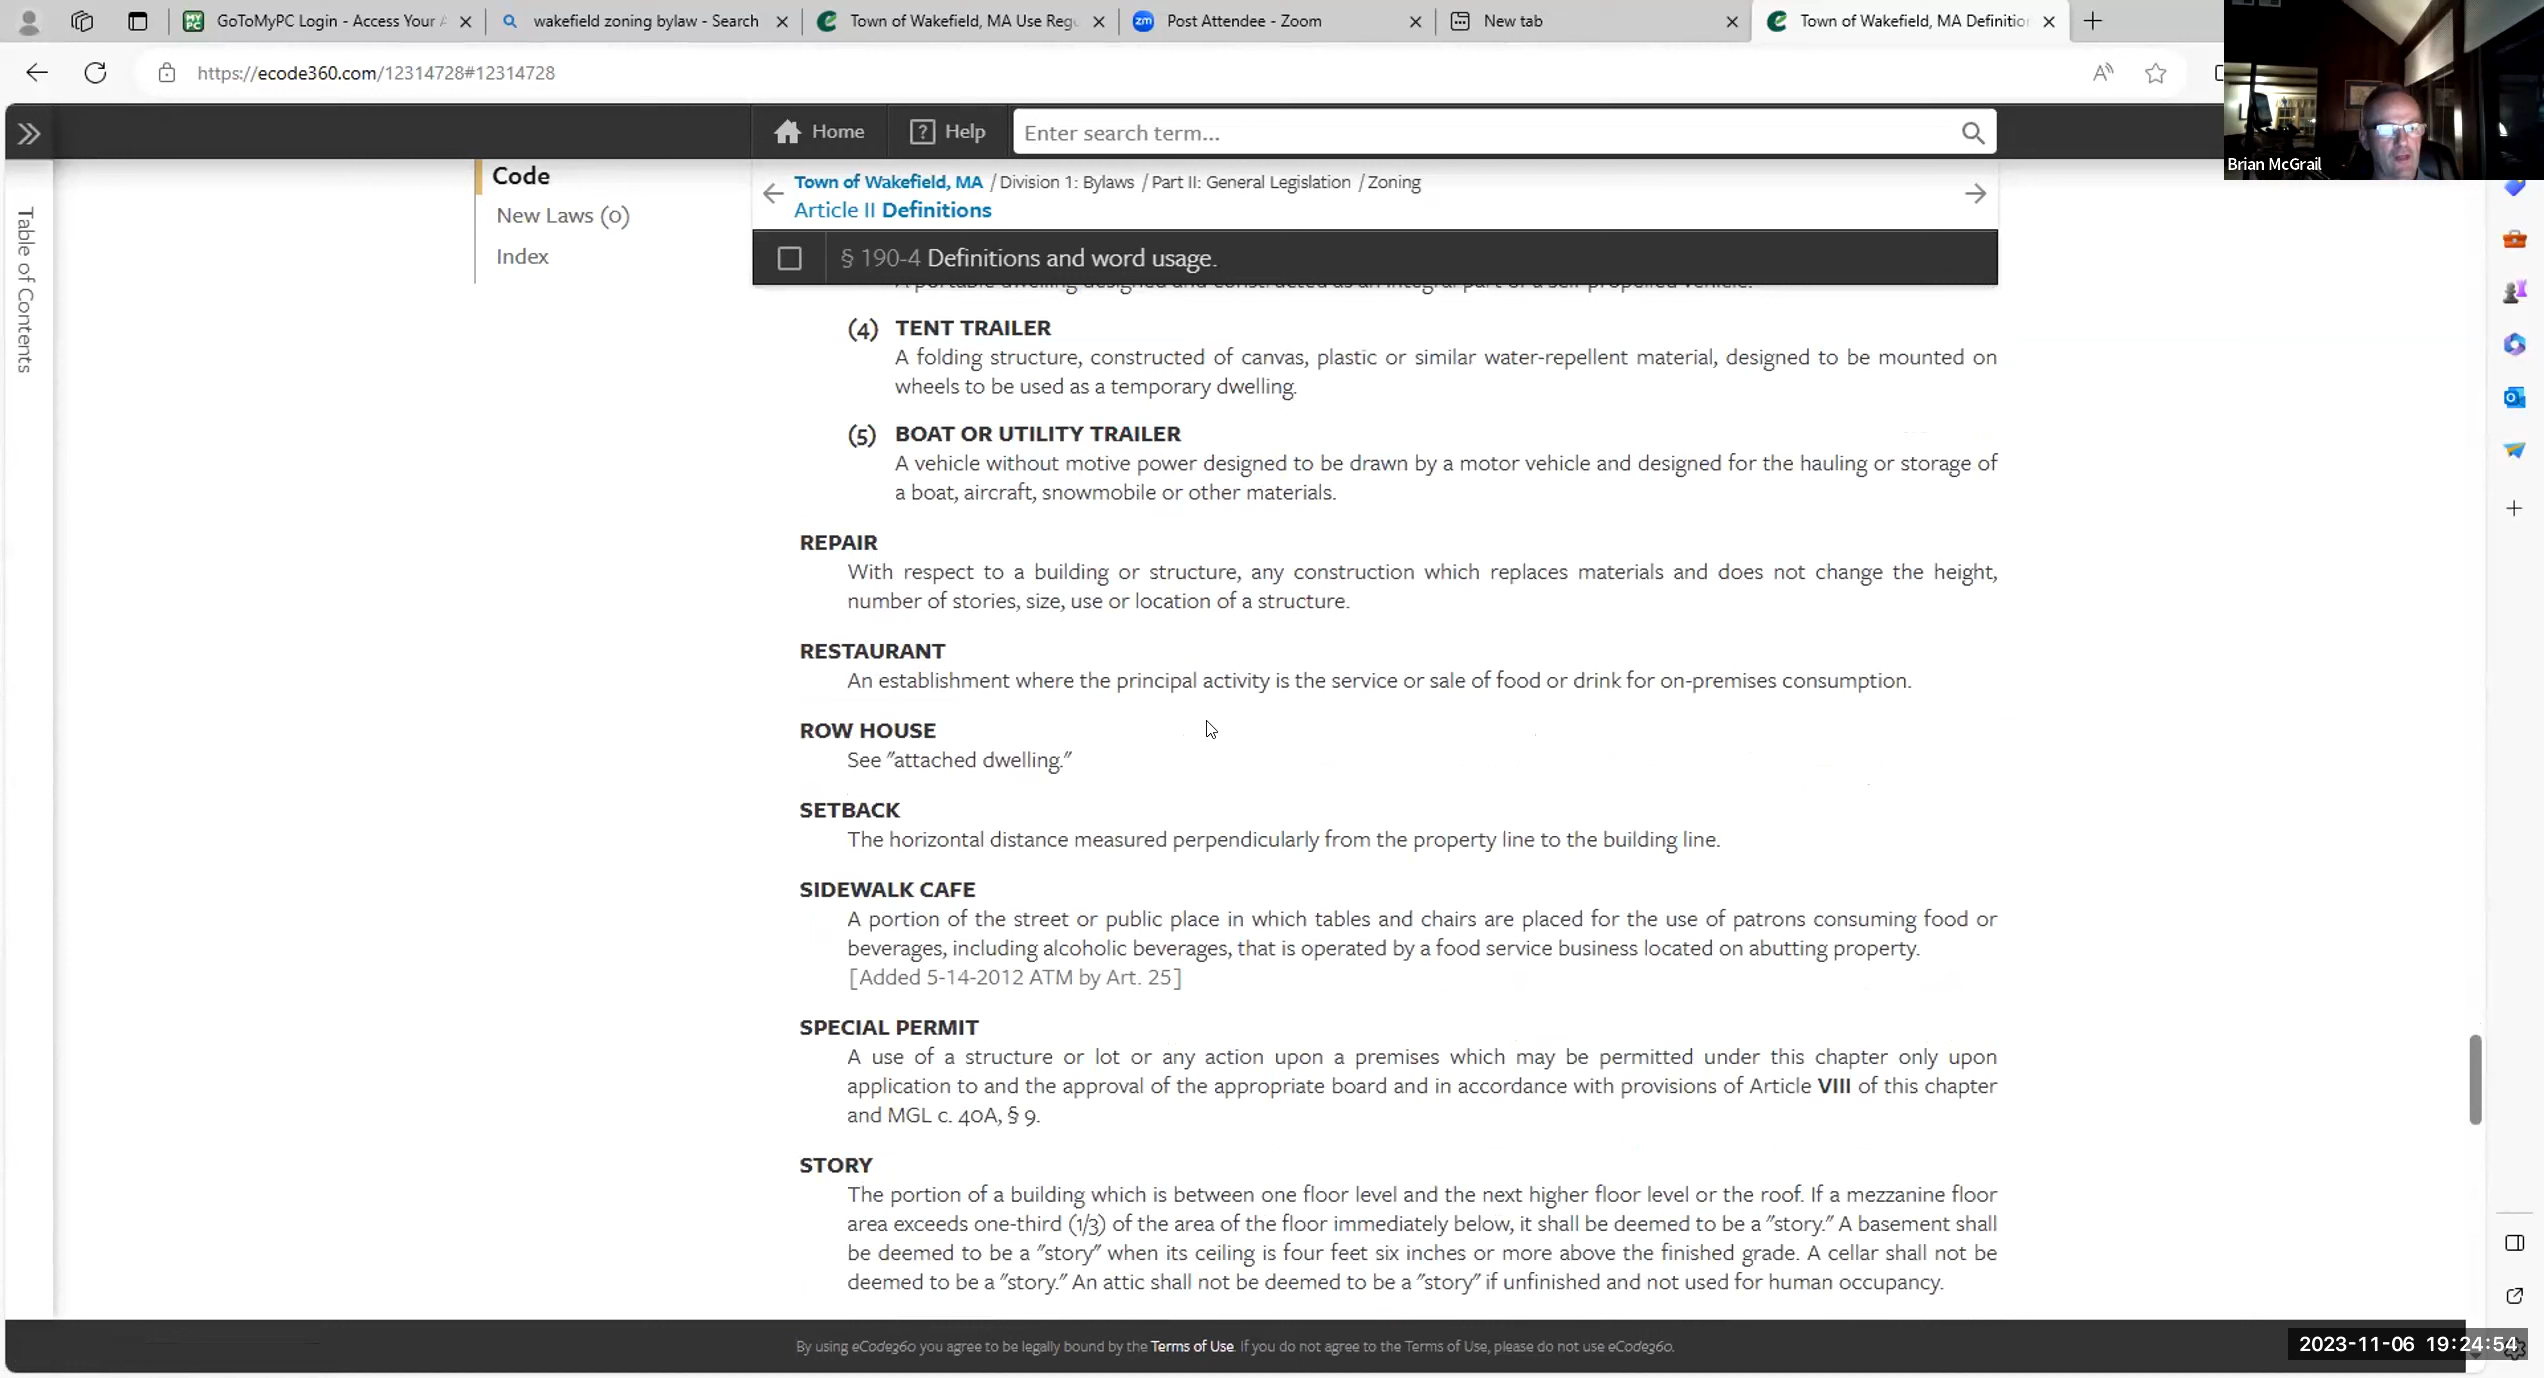 GoToMyPC Login - Access Your A
wakefield zoning bylaw - Search
Town of Wakefield, MA Use Regu
Post Attendee - Zoom
New tab
Town of Wakefield, MA Definition
https://ecode360.com/12314728#12314728
Brian McGrail
Home
Help
Enter search term...
Table of Contents
Code
New Laws (0)
Index
Town of Wakefield, MA / Division 1: Bylaws / Part II: General Legislation / Zoning
Article II Definitions
§ 190-4 Definitions and word usage.
A portable dwelling designed and constructed as an integral part of a self-propelled vehicle.
(4) TENT TRAILER
A folding structure, constructed of canvas, plastic or similar water-repellent material, designed to be mounted on
wheels to be used as a temporary dwelling.
(5) BOAT OR UTILITY TRAILER
A vehicle without motive power designed to be drawn by a motor vehicle and designed for the hauling or storage of
a boat, aircraft, snowmobile or other materials.
REPAIR
With respect to a building or structure, any construction which replaces materials and does not change the height,
number of stories, size, use or location of a structure.
RESTAURANT
An establishment where the principal activity is the service or sale of food or drink for on-premises consumption.
ROW HOUSE
See "attached dwelling."
SETBACK
The horizontal distance measured perpendicularly from the property line to the building line.
SIDEWALK CAFE
A portion of the street or public place in which tables and chairs are placed for the use of patrons consuming food or
beverages, including alcoholic beverages, that is operated by a food service business located on abutting property.
[Added 5-14-2012 ATM by Art. 25]
SPECIAL PERMIT
A use of a structure or lot or any action upon a premises which may be permitted under this chapter only upon
application to and the approval of the appropriate board and in accordance with provisions of Article VIII of this chapter
and MGL c. 40A, § 9.
STORY
The portion of a building which is between one floor level and the next higher floor level or the roof. If a mezzanine floor
area exceeds one-third (1/3) of the area of the floor immediately below, it shall be deemed to be a "story." A basement shall
be deemed to be a "story" when its ceiling is four feet six inches or more above the finished grade. A cellar shall not be
deemed to be a "story." An attic shall not be deemed to be a "story" if unfinished and not used for human occupancy.
By using eCode360 you agree to be legally bound by the Terms of Use. If you do not agree to the Terms of Use, please do not use eCode360.
2023-11-06 19:24:54